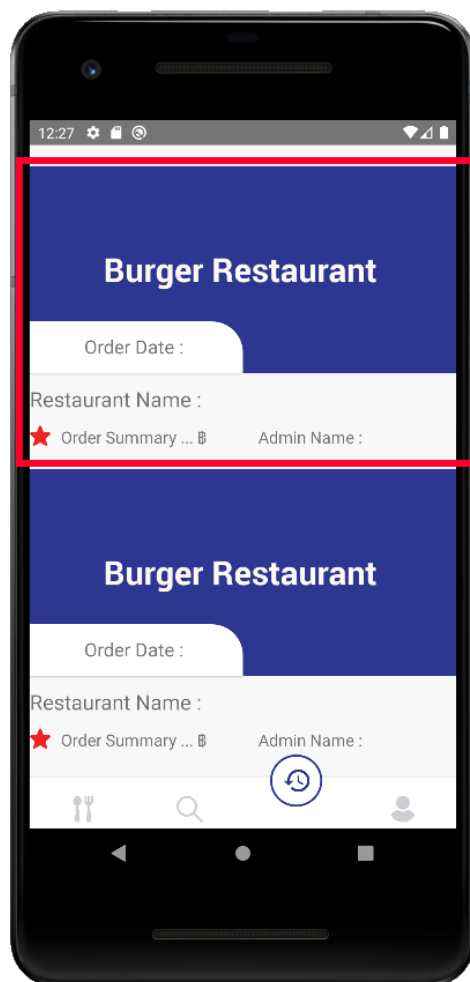 12:27
Burger Restaurant
Order Date :
Restaurant Name :
Order Summary ... ฿
Admin Name :
Burger Restaurant
Order Date :
Restaurant Name :
Order Summary ... ฿
Admin Name :